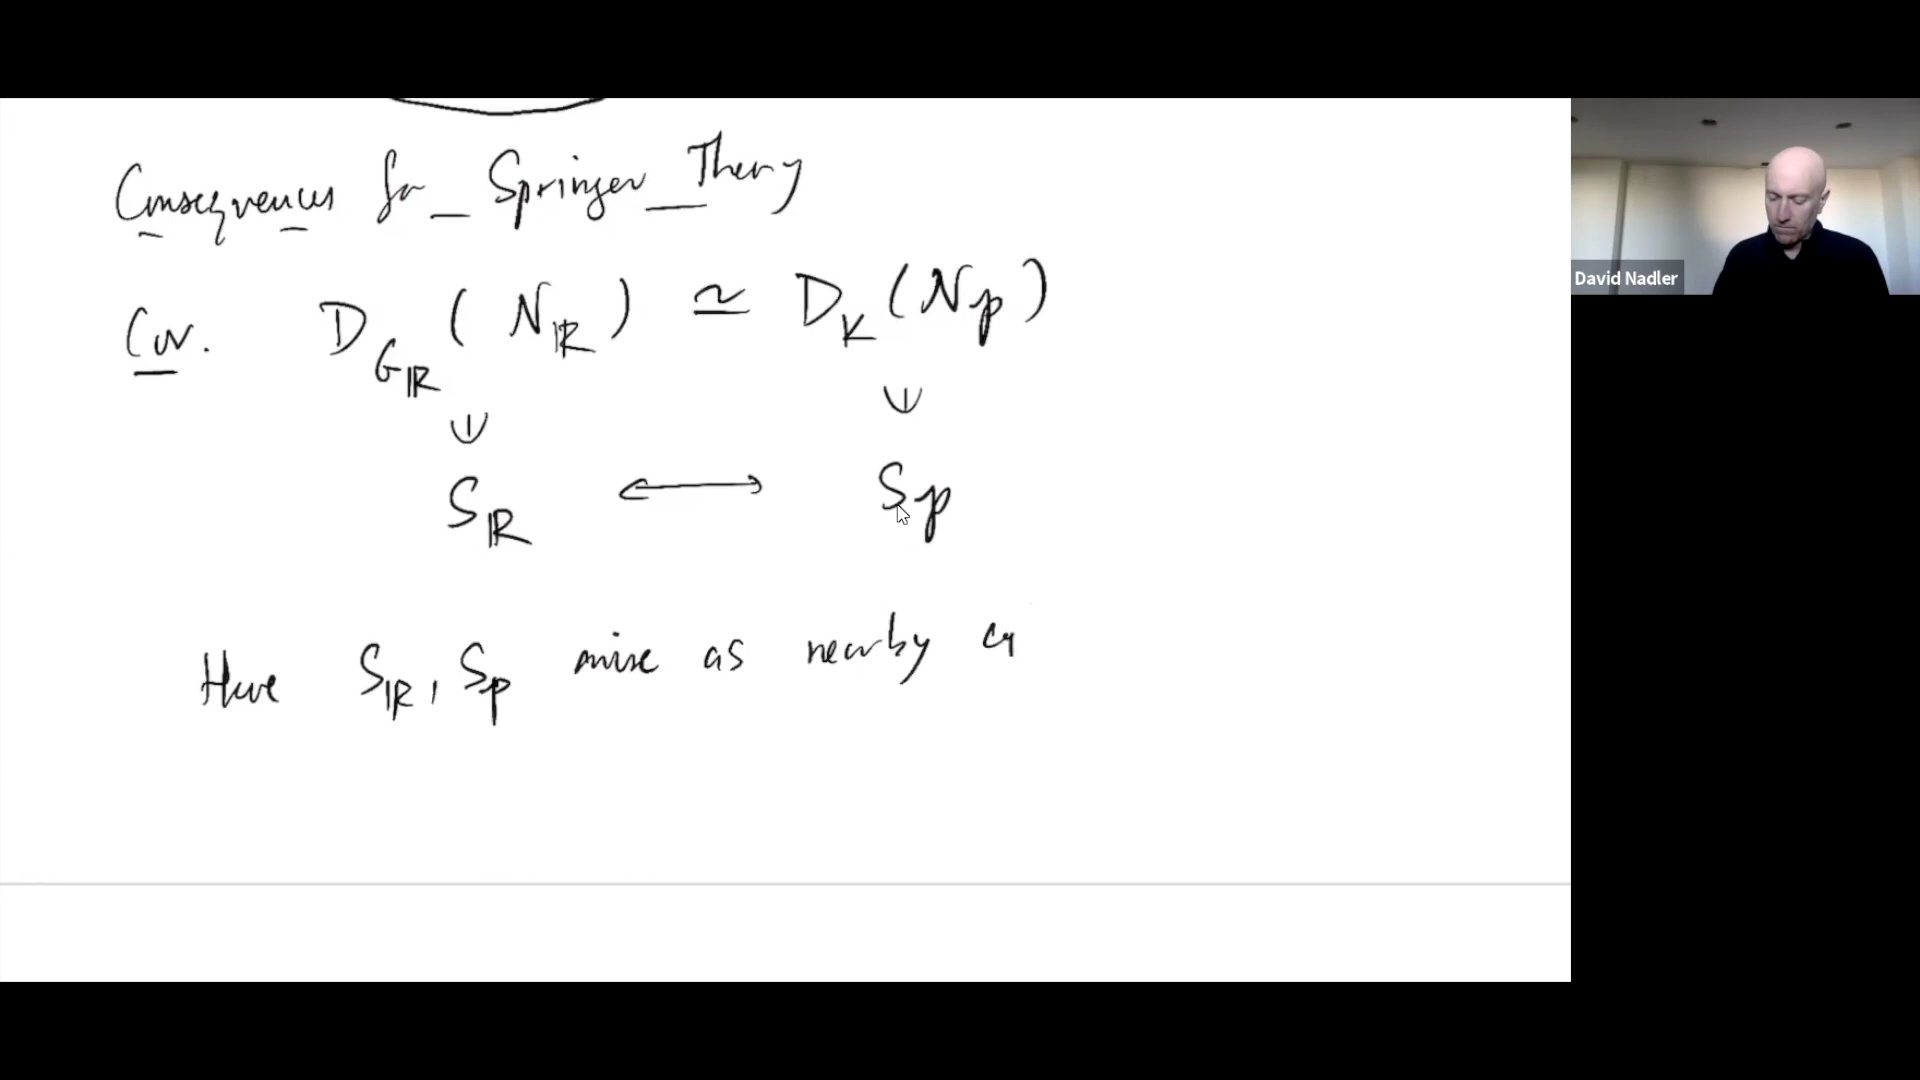 Consequences for Springer Theory
Cor. D_{G_ℝ} ( N_ℝ ) ≃ D_K ( N_𝔭 )
∪ ∪
S_ℝ ⟷ S_𝔭
Here S_ℝ, S_𝔭 arise as nearby cy
David Nadler